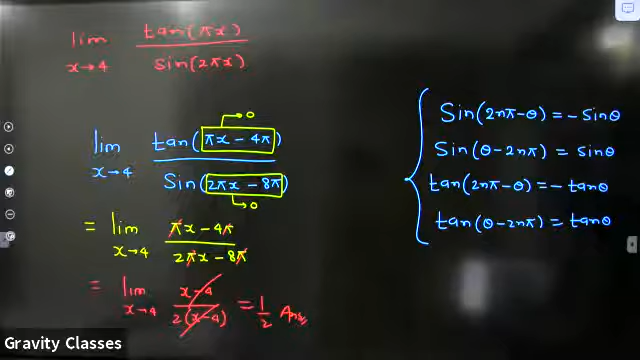 lim tan(πx)
x→4 sin(2πx)
→0
lim tan(πx - 4π)
x→4 Sin(2πx - 8π)
→0
= lim πx - 4π
x→4 2πx - 8π
= lim x-4 = 1 Ans
x→4 2(x-4) 2
Sin(2nπ-θ) = -Sinθ
Sin(θ-2nπ) = sinθ
tan(2nπ-θ) = - tanθ
tan(θ-2nπ) = tanθ
Gravity Classes